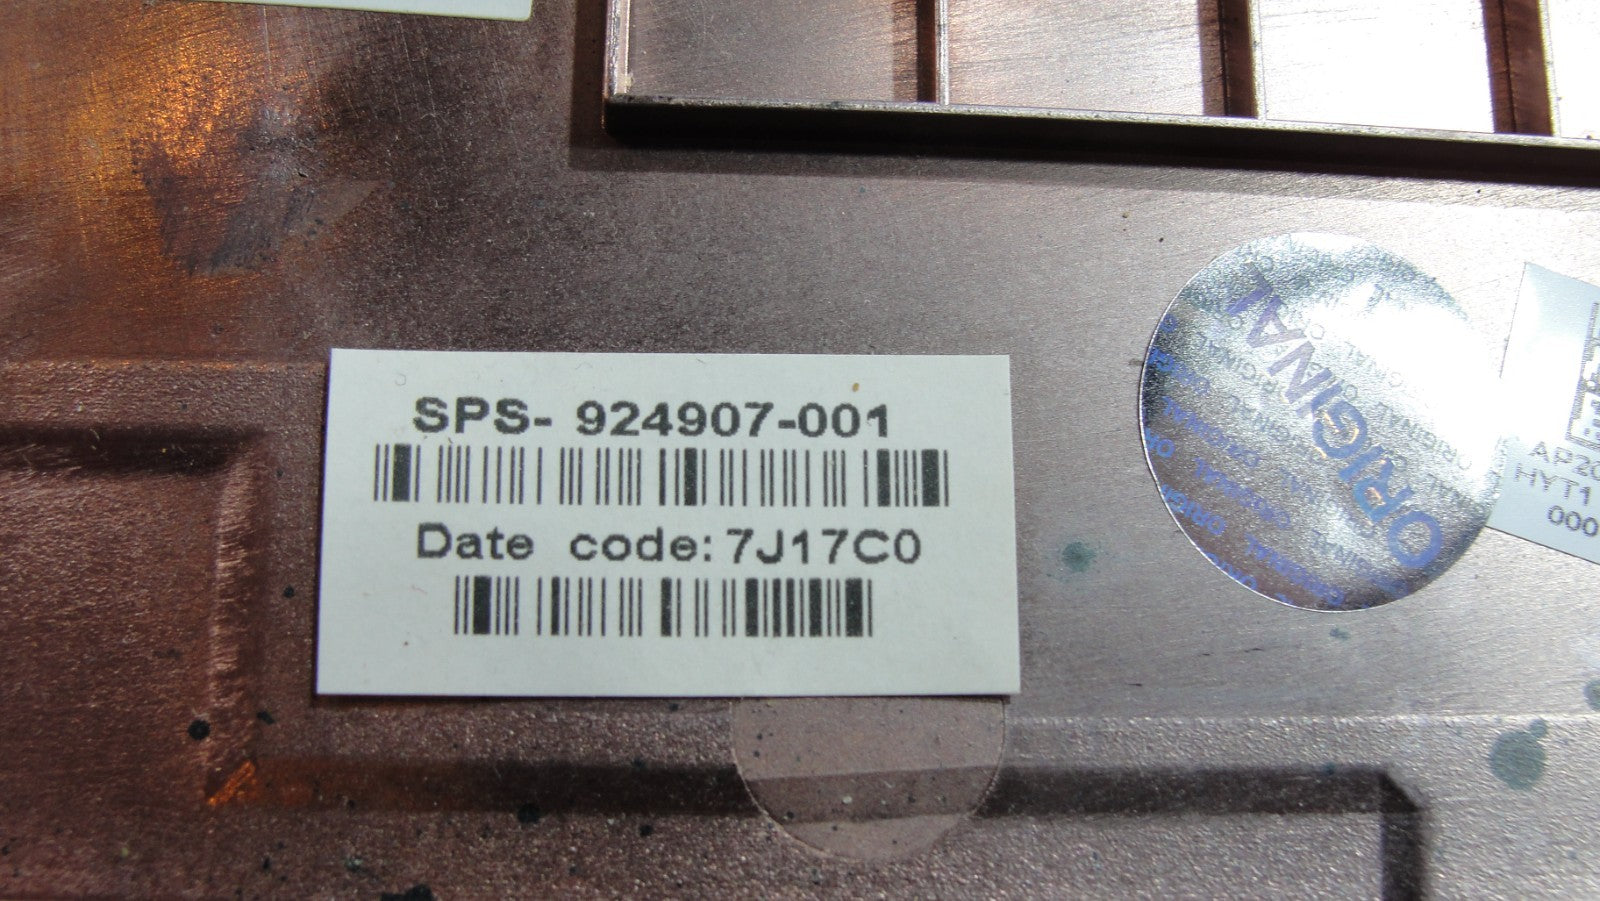 SPS- 924907-001
Date code: 7J17C0
ORIGINAL
AP20
HYT1
000